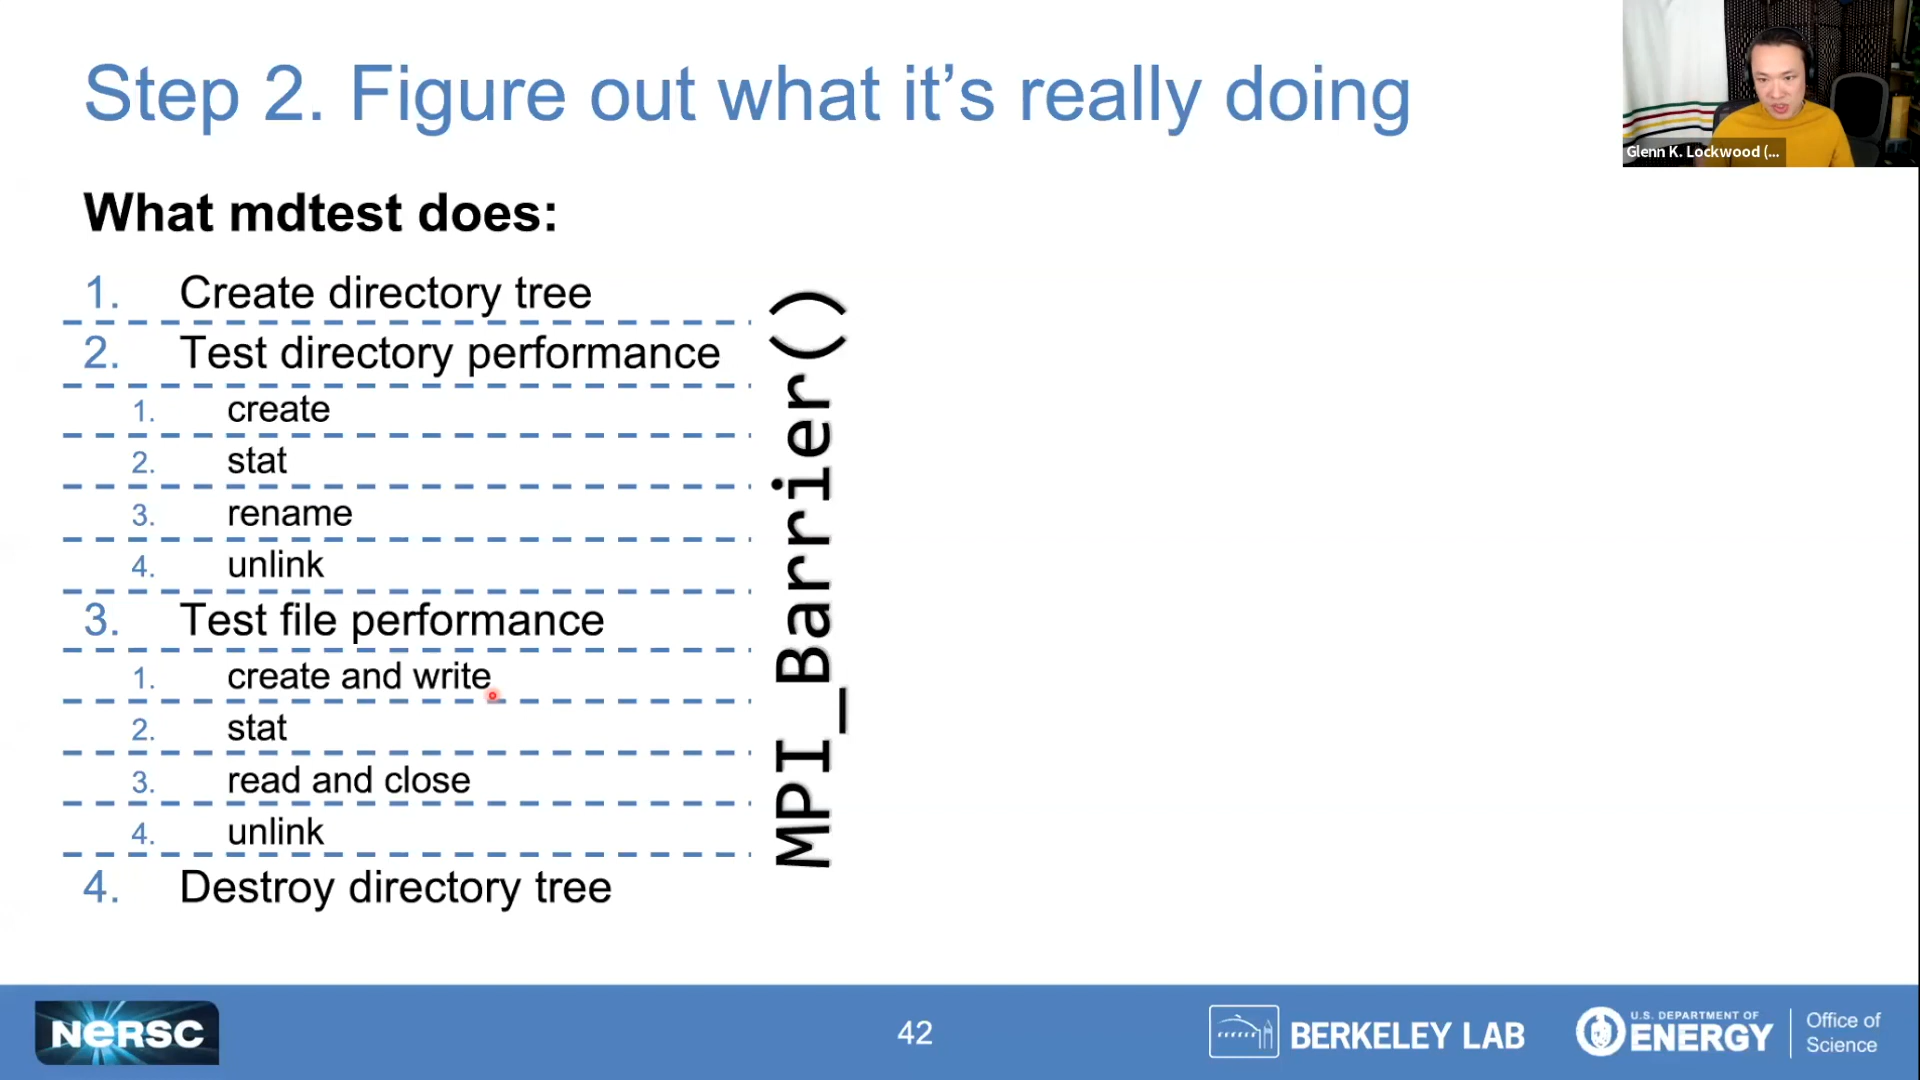 Step 2. Figure out what it’s really doing
Glenn K. Lockwood (...
What mdtest does:
1. Create directory tree
2. Test directory performance
1. create
2. stat
3. rename
4. unlink
3. Test file performance
1. create and write
2. stat
3. read and close
4. unlink
4. Destroy directory tree
MPI_Barrier()
NeRSC
42
BERKELEY LAB
U.S. DEPARTMENT OF
ENERGY
Office of
Science